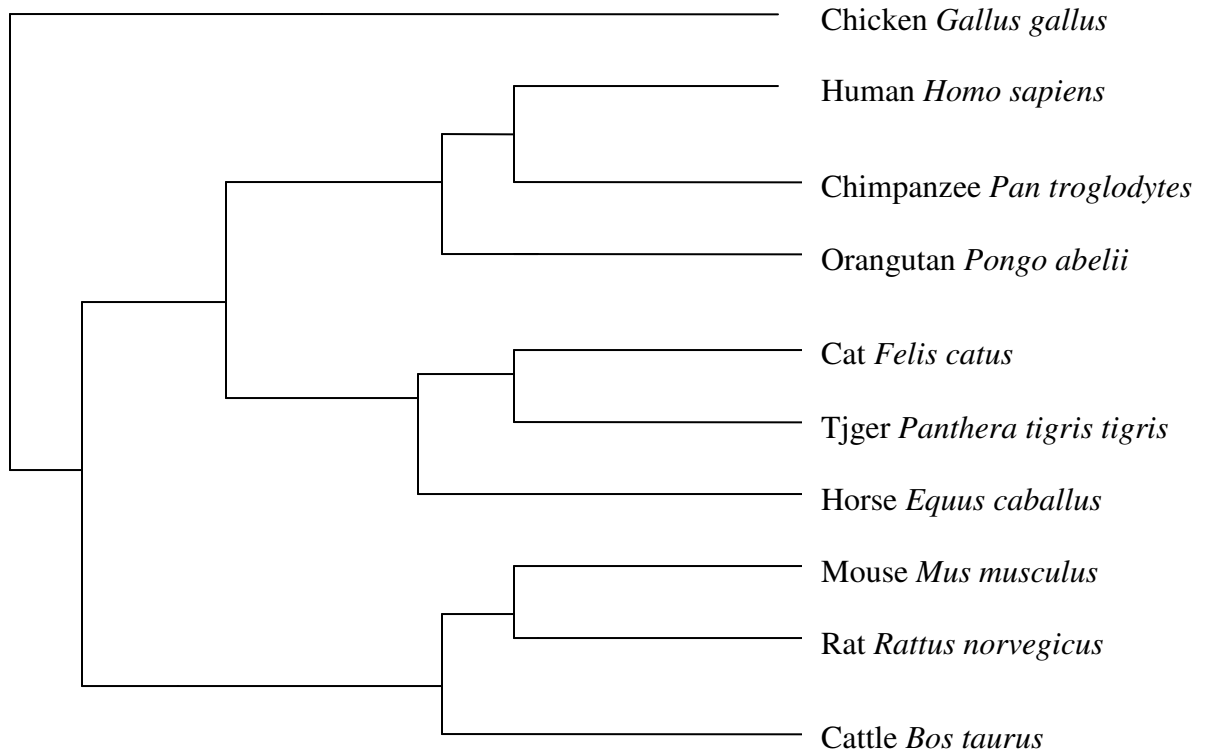 Chicken Gallus gallus
Human Homo sapiens
Chimpanzee Pan troglodytes
Orangutan Pongo abelii
Cat Felis catus
Tjger Panthera tigris tigris
Horse Equus caballus
Mouse Mus musculus
Rat Rattus norvegicus
Cattle Bos taurus